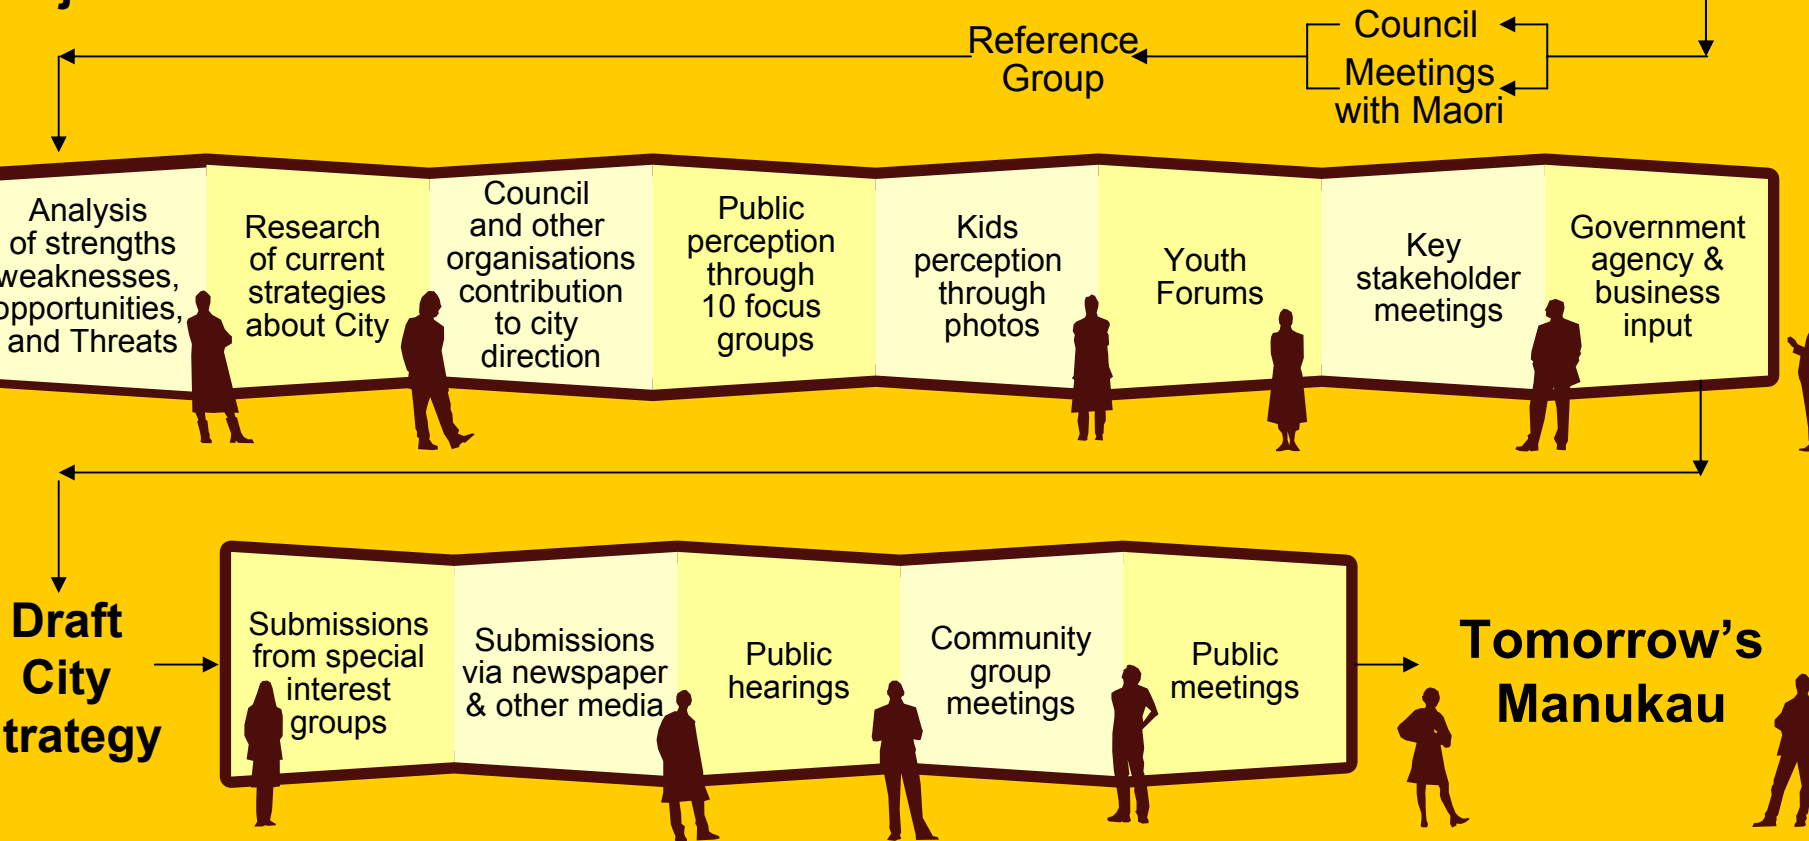 Council
Reference
Group
Meetings
with Maori
Analysis
of strengths
weaknesses,
opportunities,
and Threats
Research
of current
strategies
about City
Council
and other
organisations
contribution
to city
direction
Public
perception
through
10 focus
groups
Kids
perception
through
photos
Youth
Forums
Key
stakeholder
meetings
Government
agency &
business
input
Draft
City
trategy
Submissions
from special
interest
groups
Submissions
via newspaper
& other media
Public
hearings
Community
group
meetings
Public
meetings
Tomorrow's
Manukau